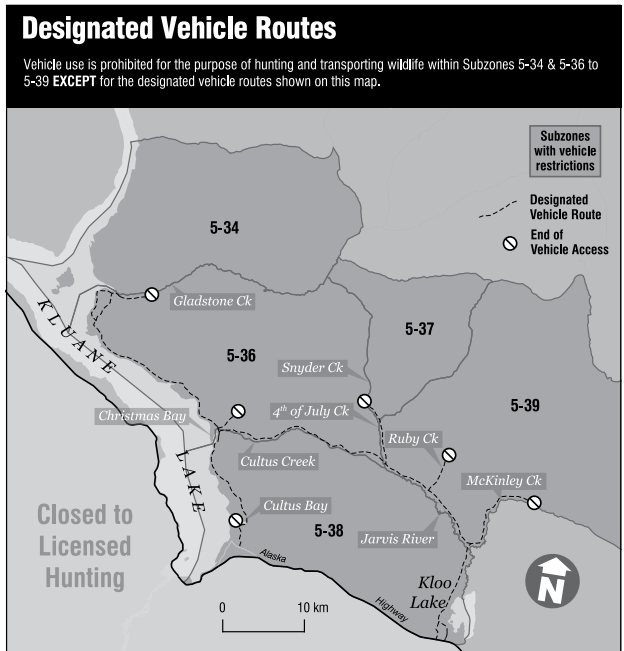 Designated Vehicle Routes
Vehicle use is prohibited for the purpose of hunting and transporting wildlife within Subzones 5-34 & 5-36 to
5-39 EXCEPT for the designated vehicle routes shown on this map.
Subzones
with vehicle
restrictions
Designated
Vehicle Route
End of
Vehicle Access
5-34
Gladstone Ck
KLUANE
LAKE
5-36
5-37
Snyder Ck
5-39
4th of July Ck
Christmas Bay
Ruby Ck
Cultus Creek
McKinley Ck
Cultus Bay
5-38
Jarvis River
Closed to
Licensed
Hunting
Alaska
Highway
Kloo
Lake
0 10 km
N